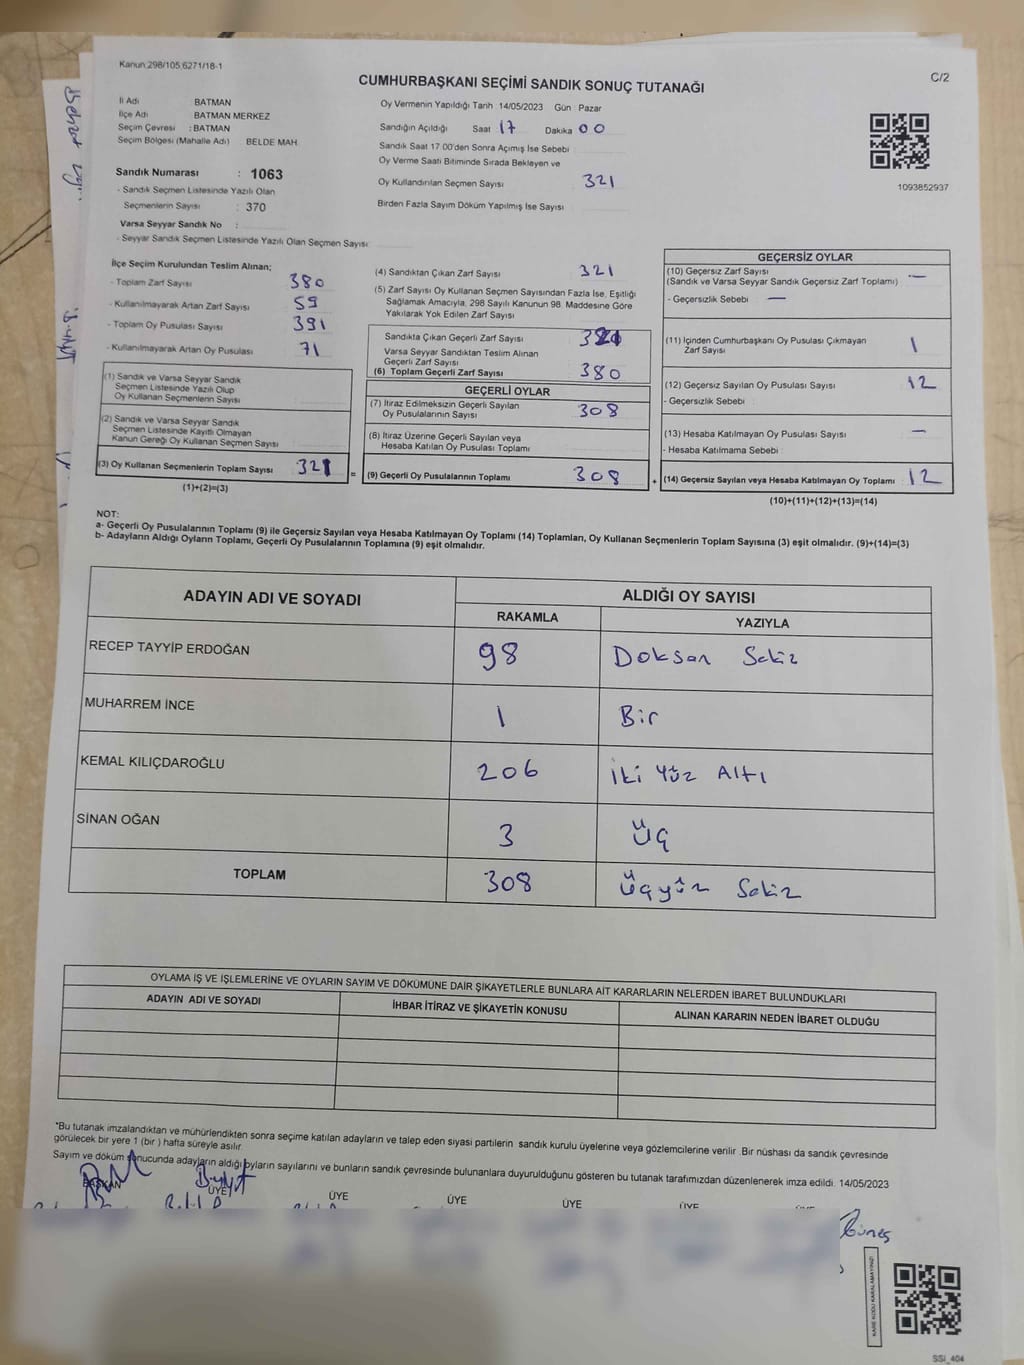 Kanun,298/105,6271/18-1
CUMHURBAŞKANI SEÇİMİ SANDIK SONUÇ TUTANAĞI
C/2
İl Adı BATMAN
İlçe Adı : BATMAN MERKEZ
Seçim Çevresi : BATMAN
Seçim Bölgesi (Mahalle Adı) BELDE MAH.
Sandık Numarası : 1063
- Sandık Seçmen Listesinde Yazılı Olan
Seçmenlerin Sayısı : 370
Varsa Seyyar Sandık No :
- Seyyar Sandık Seçmen Listesinde Yazılı Olan Seçmen Sayısı:
Oy Vermenin Yapıldığı Tarih 14/05/2023 Gün Pazar
Sandığın Açıldığı Saat 17 Dakika 00
Sandık Saat 17.00'den Sonra Açımış İse Sebebi
Oy Verme Saati Bitiminde Sırada Bekleyen ve
Oy Kullandırılan Seçmen Sayısı 321
Birden Fazla Sayım Döküm Yapılmış İse Sayısı
1093852937
İlçe Seçim Kurulundan Teslim Alınan;
- Toplam Zarf Sayısı 380
- Kullanılmayarak Artan Zarf Sayısı 59
- Toplam Oy Pusulası Sayısı 391
- Kullanılmayarak Artan Oy Pusulası 71
(1) Sandık ve Varsa Seyyar Sandık
Seçmen Listesinde Yazılı Olup
Oy Kullanan Seçmenlerin Sayısı
(2) Sandık ve Varsa Seyyar Sandık
Seçmen Listesinde Kayıtlı Olmayan
Kanun Gereği Oy Kullanan Seçmen Sayısı
(3) Oy Kullanan Seçmenlerin Toplam Sayısı 321
(1)+(2)=(3)
=
(4) Sandıktan Çıkan Zarf Sayısı 321
(5) Zarf Sayısı Oy Kullanan Seçmen Sayısından Fazla İse, Eşitliği
Sağlamak Amacıyla, 298 Sayılı Kanunun 98. Maddesine Göre
Yakılarak Yok Edilen Zarf Sayısı
Sandıkta Çıkan Geçerli Zarf Sayısı
Varsa Seyyar Sandıktan Teslim Alınan
Geçerli Zarf Sayısı
(6) Toplam Geçerli Zarf Sayısı 380
GEÇERLİ OYLAR
(7) İtiraz Edilmeksizin Geçerli Sayılan
Oy Pusulalarının Sayısı 308
(8) İtiraz Üzerine Geçerli Sayılan veya
Hesaba Katılan Oy Pusulaları Toplamı
(9) Geçerli Oy Pusulalarının Toplamı 308
+
GEÇERSİZ OYLAR
(10) Geçersiz Zarf Sayısı —
(Sandık ve Varsa Seyyar Sandık Geçersiz Zarf Toplamı)
- Geçersizlik Sebebi —
(11) İçinden Cumhurbaşkanı Oy Pusulası Çıkmayan
Zarf Sayısı 1
(12) Geçersiz Sayılan Oy Pusulası Sayısı 12
- Geçersizlik Sebebi :
(13) Hesaba Katılmayan Oy Pusulası Sayısı —
- Hesaba Katılmama Sebebi
(14) Geçersiz Sayılan veya Hesaba Katılmayan Oy Toplamı 12
(10)+(11)+(12)+(13)=(14)
NOT:
a- Geçerli Oy Pusulalarının Toplamı (9) ile Geçersiz Sayılan veya Hesaba Katılmayan Oy Toplamı (14) Toplamları, Oy Kullanan Seçmenlerin Toplam Sayısına (3) eşit olmalıdır. (9)+(14)=(3)
b- Adayların Aldığı Oyların Toplamı, Geçerli Oy Pusulalarının Toplamına (9) eşit olmalıdır.
ADAYIN ADI VE SOYADI ALDIĞI OY SAYISI
RAKAMLA YAZIYLA
RECEP TAYYİP ERDOĞAN 98 Doksan Sekiz
MUHARREM İNCE 1 Bir
KEMAL KILIÇDAROĞLU 206 İki Yüz Altı
SİNAN OĞAN 3 Üç
TOPLAM 308 Üçyüz Sekiz
OYLAMA İŞ VE İŞLEMLERİNE VE OYLARIN SAYIM VE DÖKÜMÜNE DAİR ŞİKAYETLERLE BUNLARA AİT KARARLARIN NELERDEN İBARET BULUNDUKLARI
ADAYIN ADI VE SOYADI İHBAR İTİRAZ VE ŞİKAYETİN KONUSU ALINAN KARARIN NEDEN İBARET OLDUĞU
*Bu tutanak imzalandıktan ve mühürlendikten sonra seçime katılan adayların ve talep eden siyasi partilerin sandık kurulu üyelerine veya gözlemcilerine verilir .Bir nüshası da sandık çevresinde
görülecek bir yere 1 (bir ) hafta süreyle asılır
Sayım ve döküm sonucunda adayların aldığı oyların sayılarını ve bunların sandık çevresinde bulunanlara duyurulduğunu gösteren bu tutanak tarafımızdan düzenlenerek imza edildi. 14/05/2023
BAŞKAN ÜYE ÜYE ÜYE ÜYE ÜYE
Güneş
KARE KODU KARALAMAYINIZ!
SSI_404